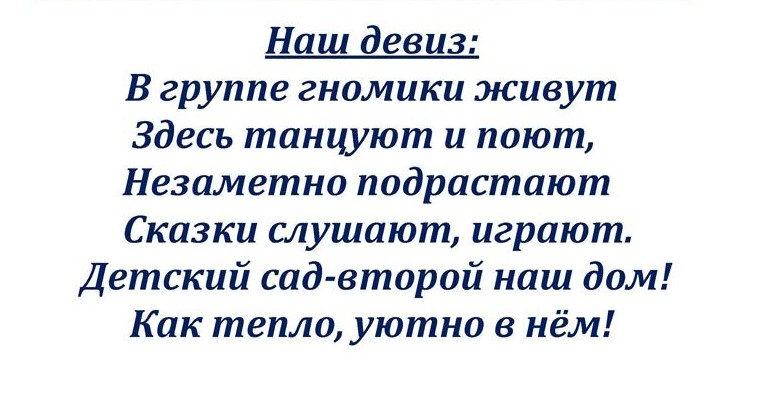 Наш девиз:
В группе гномики живут
Здесь танцуют и поют,
Незаметно подрастают
Сказки слушают, играют.
Детский сад-второй наш дом!
Как тепло, уютно в нём!